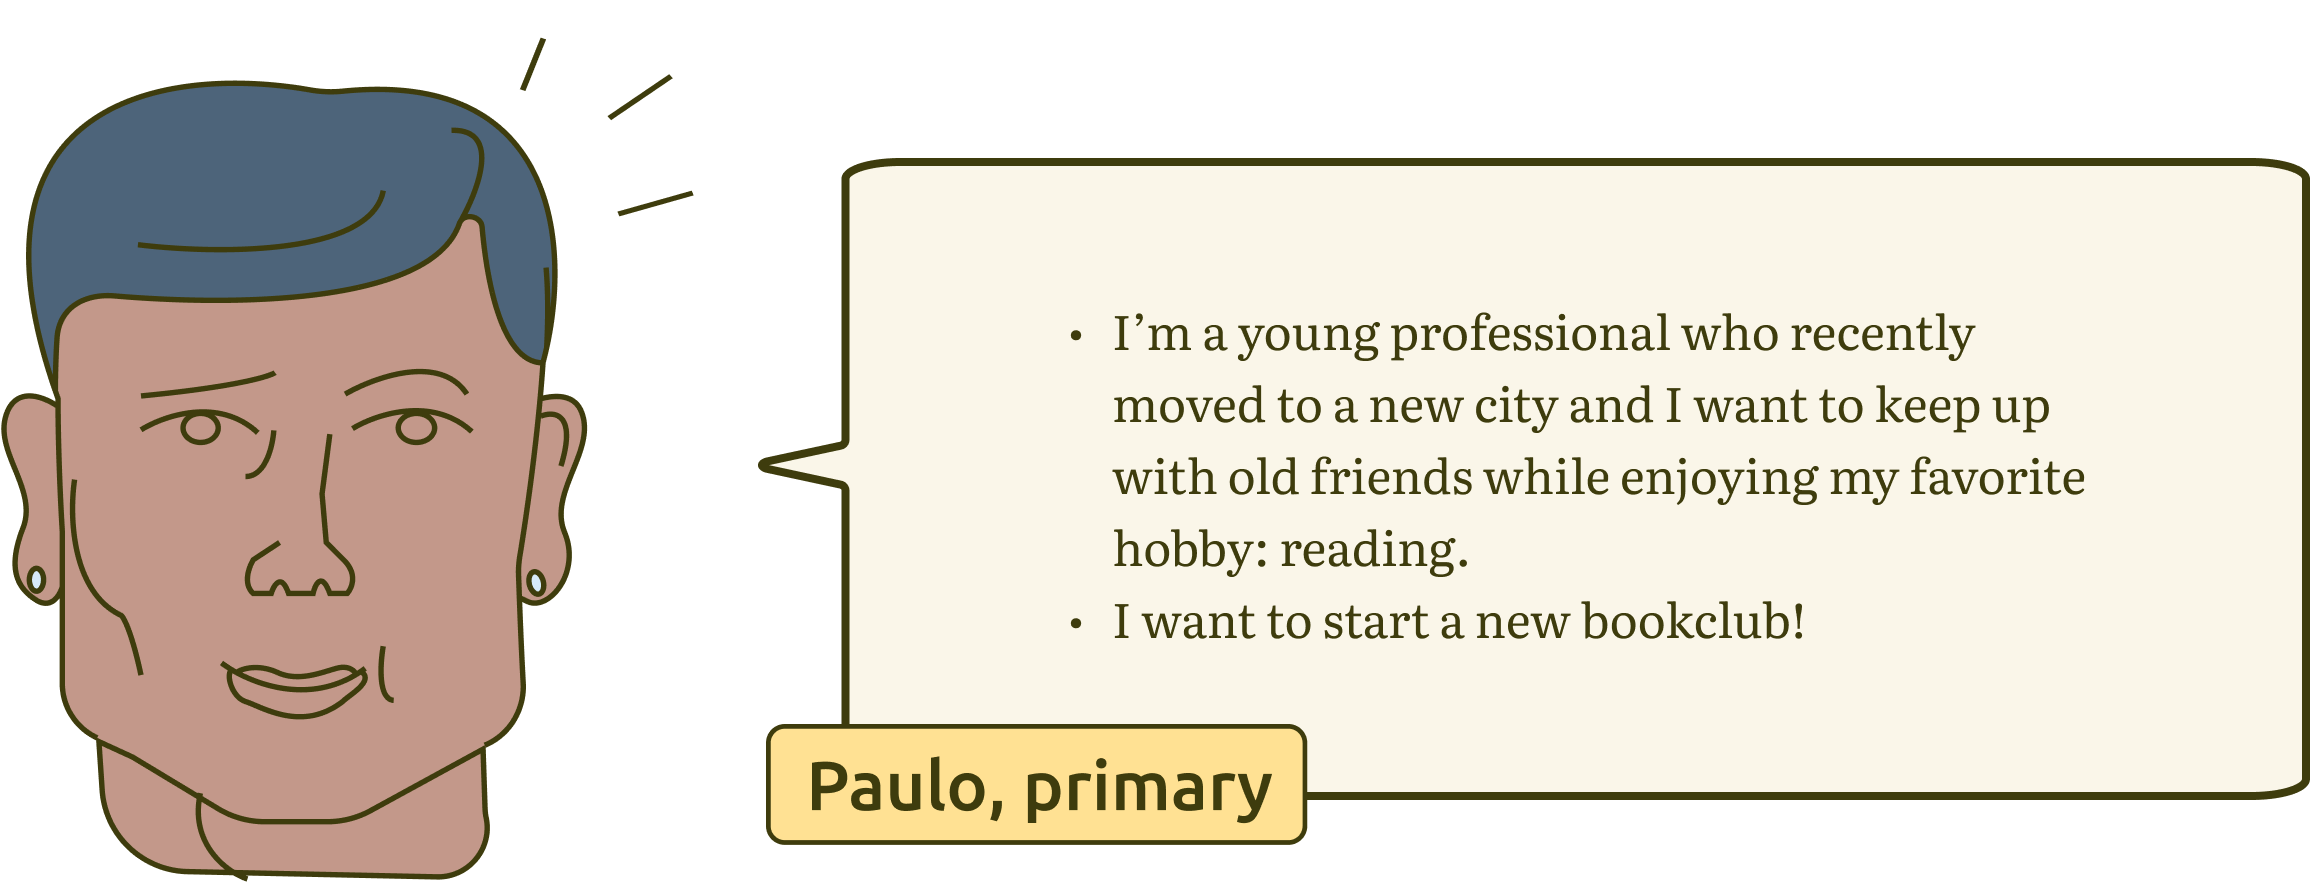 • I’m a young professional who recently
moved to a new city and I want to keep up
with old friends while enjoying my favorite
hobby: reading.
• I want to start a new bookclub!
Paulo, primary